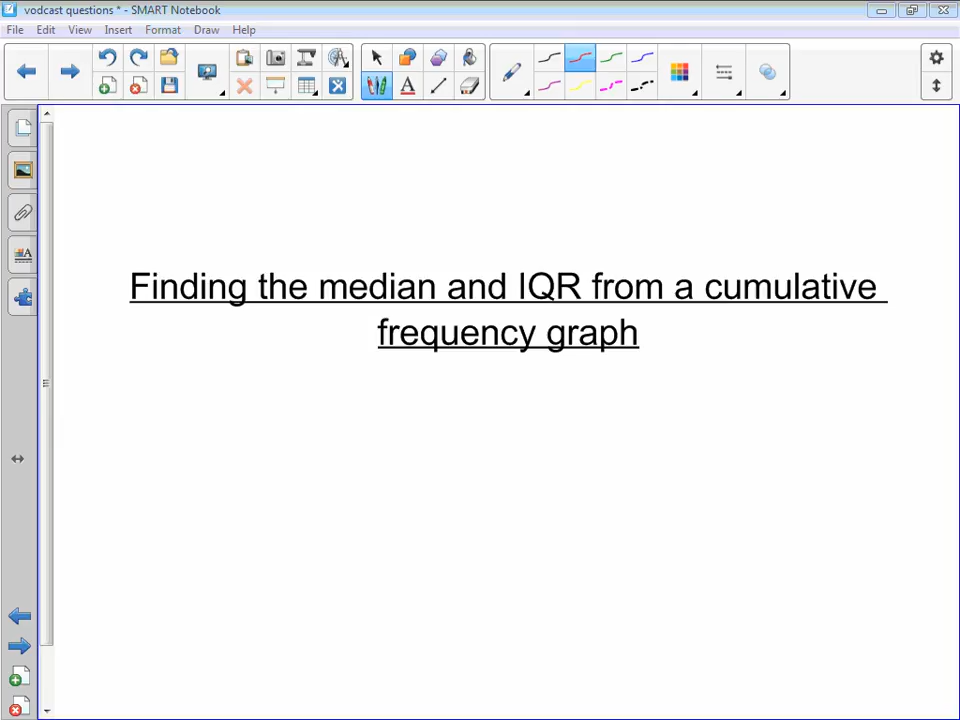 vodcast questions * - SMART Notebook
File Edit View Insert Format Draw Help
Finding the median and IQR from a cumulative
frequency graph